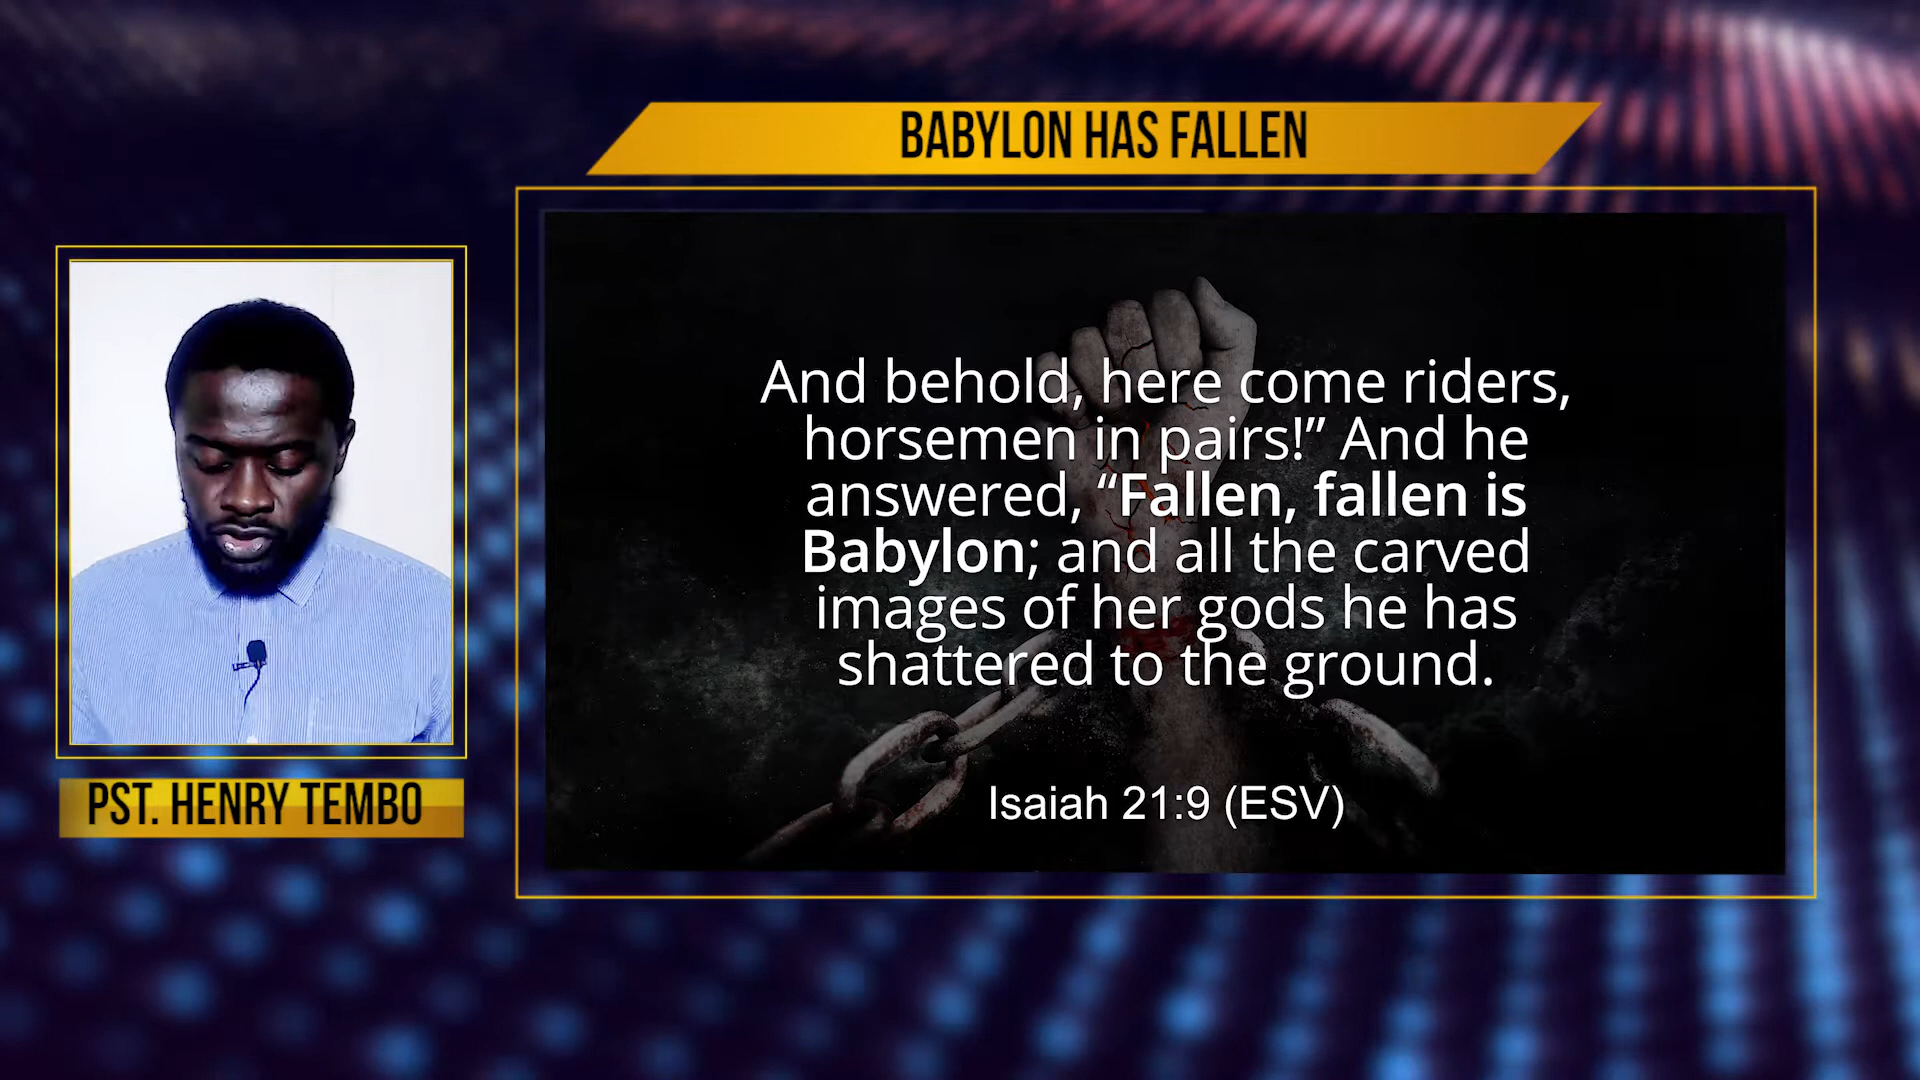 BABYLON HAS FALLEN
And behold, here come riders,
horsemen in pairs!” And he
answered, “Fallen, fallen is
Babylon; and all the carved
images of her gods he has
shattered to the ground.
Isaiah 21:9 (ESV)
PST. HENRY TEMBO